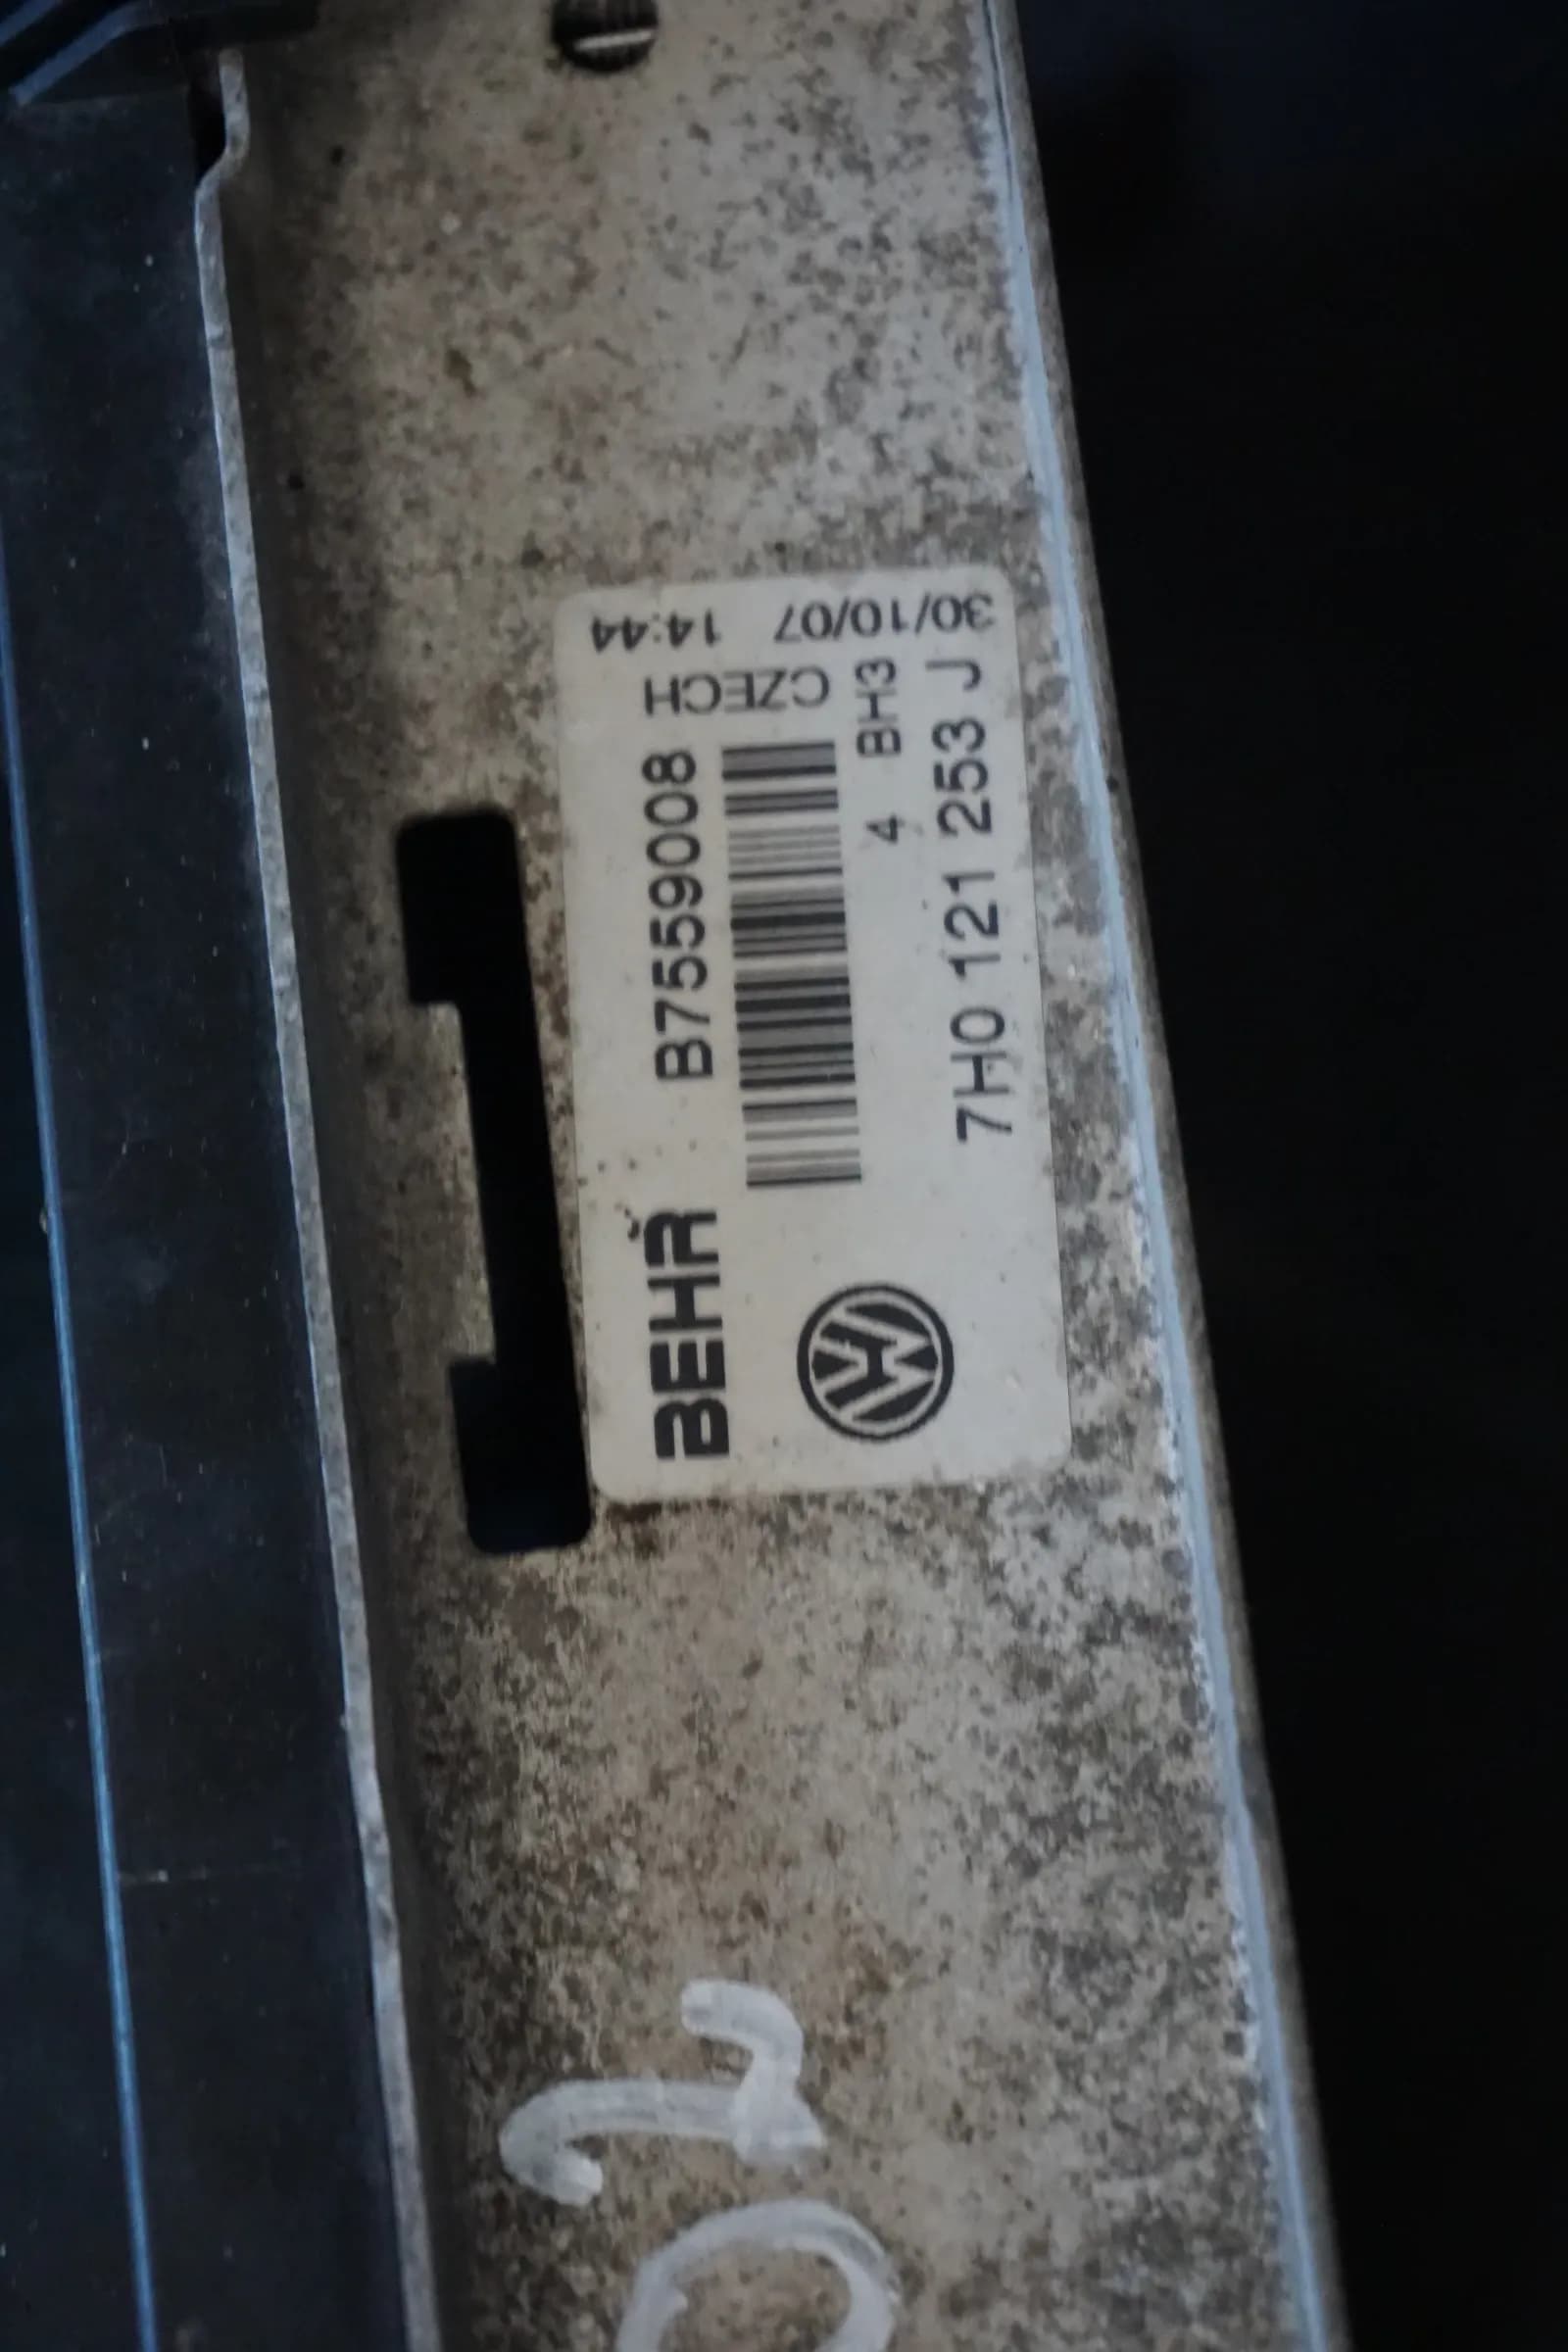 BEHR B7559008
4 BH3
7H0 121 253 J
CZECH
30/10/07 14:44